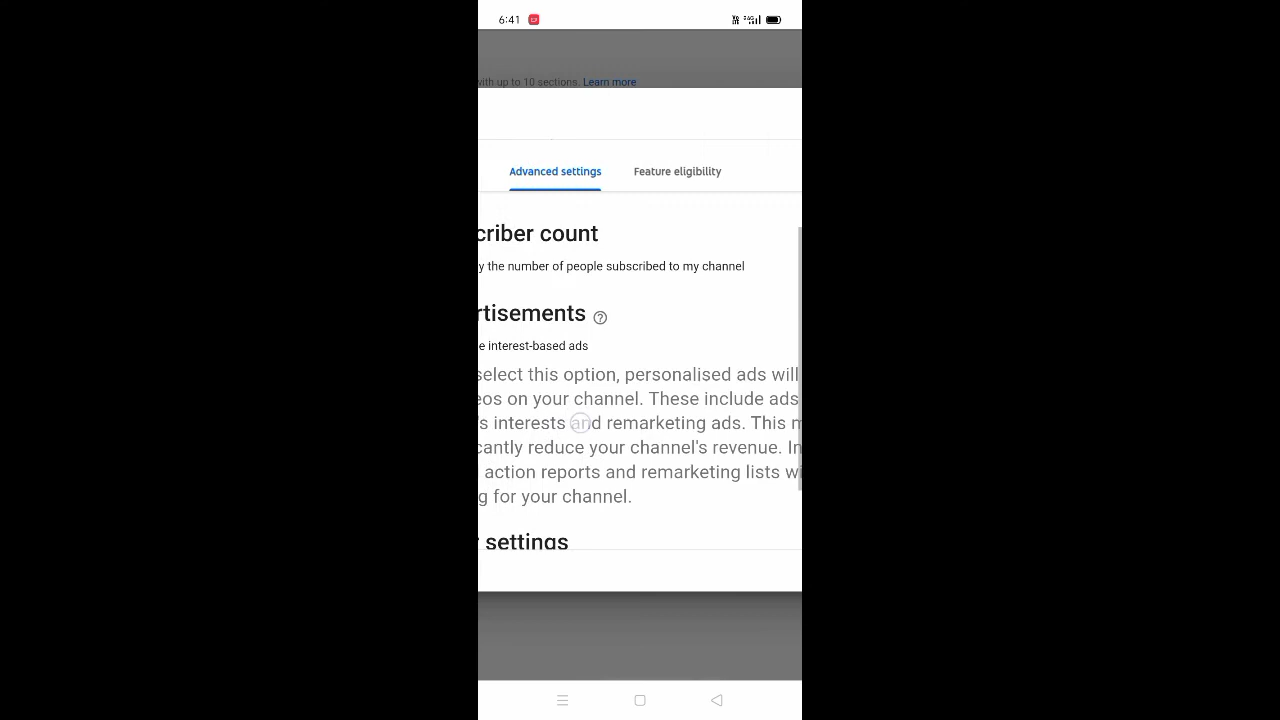 6:41
with up to 10 sections. Learn more
Advanced settings Feature eligibility
criber count
y the number of people subscribed to my channel
rtisements
e interest-based ads
select this option, personalised ads will
eos on your channel. These include ads
's interests and remarketing ads. This m
cantly reduce your channel's revenue. In
action reports and remarketing lists wi
g for your channel.
r settings